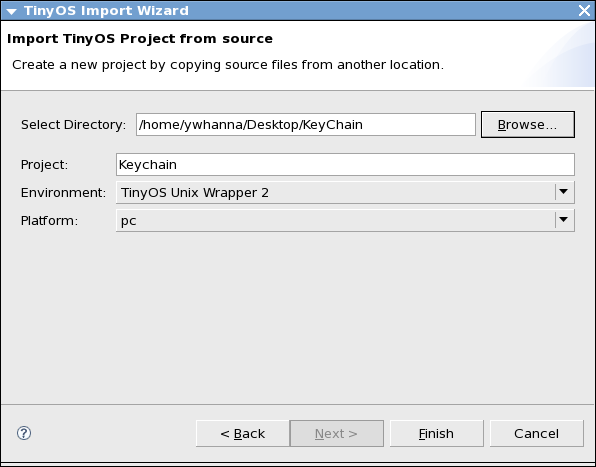 TinyOS Import Wizard
Import TinyOS Project from source
Create a new project by copying source files from another location.
Select Directory: /home/ywhanna/Desktop/KeyChain Browse...
Project: Keychain
Environment: TinyOS Unix Wrapper 2
Platform: pc
? < Back Next > Finish Cancel